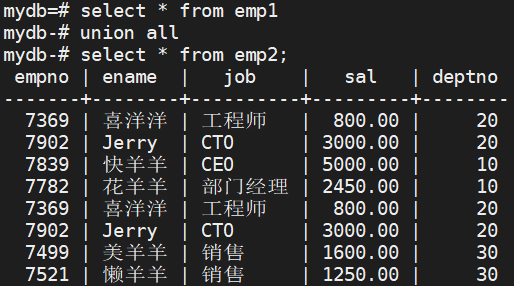 mydb=# select * from emp1
mydb-# union all
mydb-# select * from emp2;
 empno | ename  |   job    |   sal   | deptno
-------+--------+----------+---------+--------
  7369 | 喜洋洋 | 工程师   |  800.00 |     20
  7902 | Jerry  | CTO      | 3000.00 |     20
  7839 | 快羊羊 | CEO      | 5000.00 |     10
  7782 | 花羊羊 | 部门经理 | 2450.00 |     10
  7369 | 喜洋洋 | 工程师   |  800.00 |     20
  7902 | Jerry  | CTO      | 3000.00 |     20
  7499 | 美羊羊 | 销售     | 1600.00 |     30
  7521 | 懒羊羊 | 销售     | 1250.00 |     30